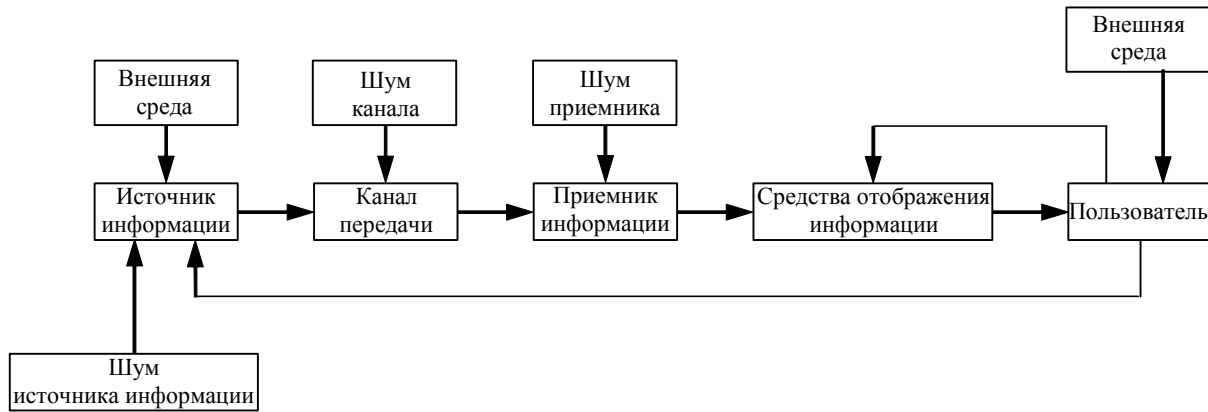 Внешняя
среда
Внешняя
среда
Шум
канала
Шум
приемника
Источник
информации
Канал
передачи
Приемник
информации
Средства отображения
информации
Пользователь
Шум
источника информации